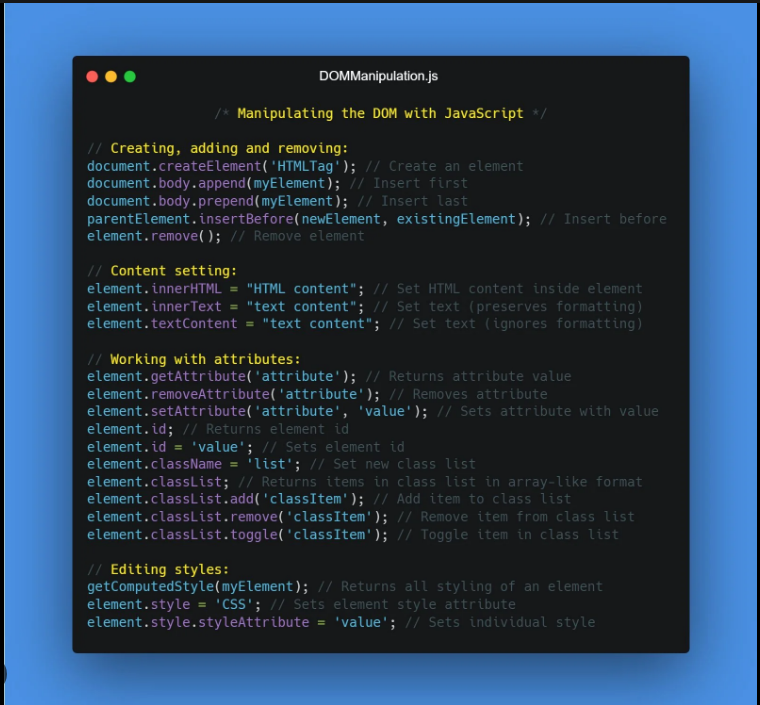 DOMManipulation.js
/* Manipulating the DOM with JavaScript */
// Creating, adding and removing:
document.createElement('HTMLTag'); // Create an element
document.body.append(myElement); // Insert first
document.body.prepend(myElement); // Insert last
parentElement.insertBefore(newElement, existingElement); // Insert before
element.remove(); // Remove element
// Content setting:
element.innerHTML = "HTML content"; // Set HTML content inside element
element.innerText = "text content"; // Set text (preserves formatting)
element.textContent = "text content"; // Set text (ignores formatting)
// Working with attributes:
element.getAttribute('attribute'); // Returns attribute value
element.removeAttribute('attribute'); // Removes attribute
element.setAttribute('attribute', 'value'); // Sets attribute with value
element.id; // Returns element id
element.id = 'value'; // Sets element id
element.className = 'list'; // Set new class list
element.classList; // Returns items in class list in array-like format
element.classList.add('classItem'); // Add item to class list
element.classList.remove('classItem'); // Remove item from class list
element.classList.toggle('classItem'); // Toggle item in class list
// Editing styles:
getComputedStyle(myElement); // Returns all styling of an element
element.style = 'CSS'; // Sets element style attribute
element.style.styleAttribute = 'value'; // Sets individual style